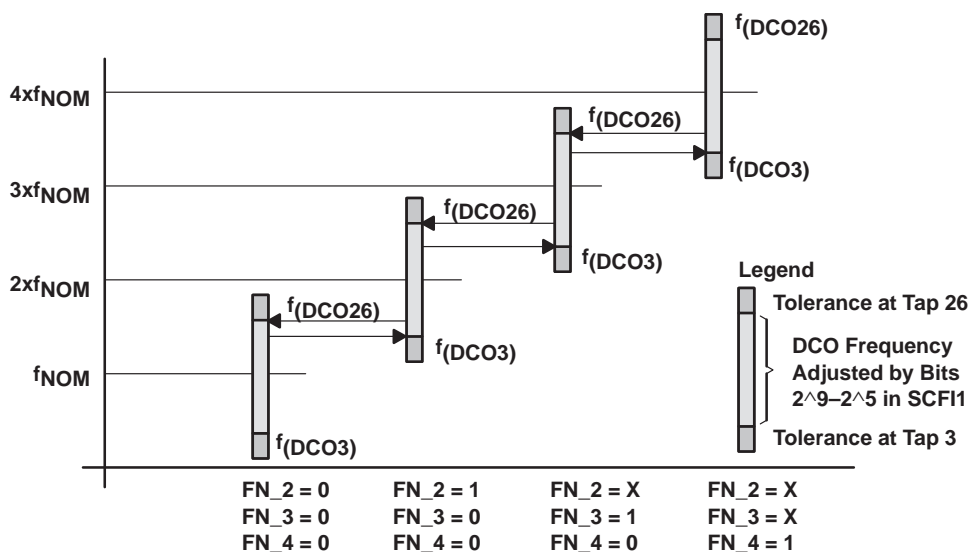 f(DCO26)
4xfNOM
f(DCO26)
f(DCO3)
3xfNOM
f(DCO26)
f(DCO3)
2xfNOM
f(DCO26)
f(DCO3)
fNOM
f(DCO3)
Legend
Tolerance at Tap 26
DCO Frequency
Adjusted by Bits
2^9–2^5 in SCFI1
Tolerance at Tap 3
FN_2 = 0 FN_2 = 1 FN_2 = X FN_2 = X
FN_3 = 0 FN_3 = 0 FN_3 = 1 FN_3 = X
FN_4 = 0 FN_4 = 0 FN_4 = 0 FN_4 = 1